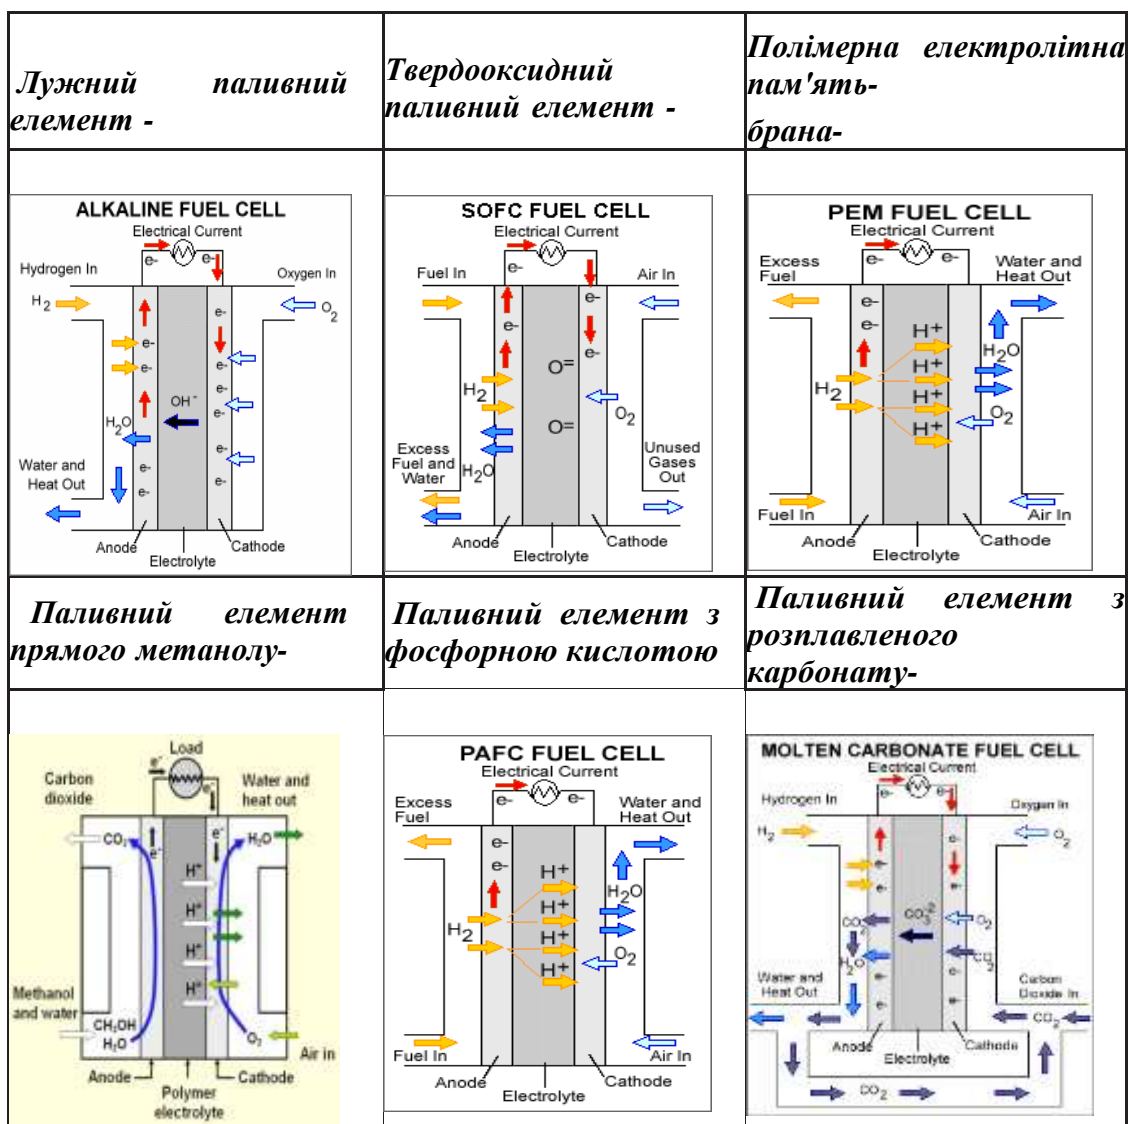 Лужний паливний
елемент -
Твердооксидний
паливний елемент -
Полімерна електролітна
пам'ять-
брана-
ALKALINE FUEL CELL
Electrical Current
e-
e-
Hydrogen In
Oxygen In
H2
O2
e-
e-
e-
e-
e-
e-
e-
e-
e-
e-
OH-
H2O
Water and
Heat Out
Anode
Cathode
Electrolyte
SOFC FUEL CELL
Electrical Current
e-
e-
Fuel In
Air In
e-
e-
e-
O=
H2
O2
O=
Excess
Fuel and
Water
H2O
Unused
Gases
Out
Anode
Cathode
Electrolyte
PEM FUEL CELL
Electrical Current
Excess
Fuel
e-
e-
Water and
Heat Out
e-
e-
H+
H+
H2O
H2
H+
O2
H+
Fuel In
Air In
Anode
Cathode
Electrolyte
Паливний елемент
прямого метанолу-
Паливний елемент з
фосфорною кислотою
Паливний елемент з
розплавленого
карбонату-
Load
e-
e-
Carbon
dioxide
Water and
heat out
CO2
e-
e-
H2O
H+
H+
H+
H+
Methanol
and water
CH3OH
H2O
O2
Air in
Anode
Cathode
Polymer
electrolyte
PAFC FUEL CELL
Electrical Current
Excess
Fuel
e-
e-
Water and
Heat Out
e-
e-
H+
H2O
H2
H+
H+
O2
H+
Fuel In
Air In
Anode
Cathode
Electrolyte
MOLTEN CARBONATE FUEL CELL
Electrical Current
e-
e-
Hydrogen In
Oxygen In
H2
O2
e-
e-
e-
e-
CO2
CO3-2
O2
H2O
CO2
e-
e-
Water and
Heat Out
Carbon
Dioxide In
CO2
Anode
Cathode
Electrolyte
CO2